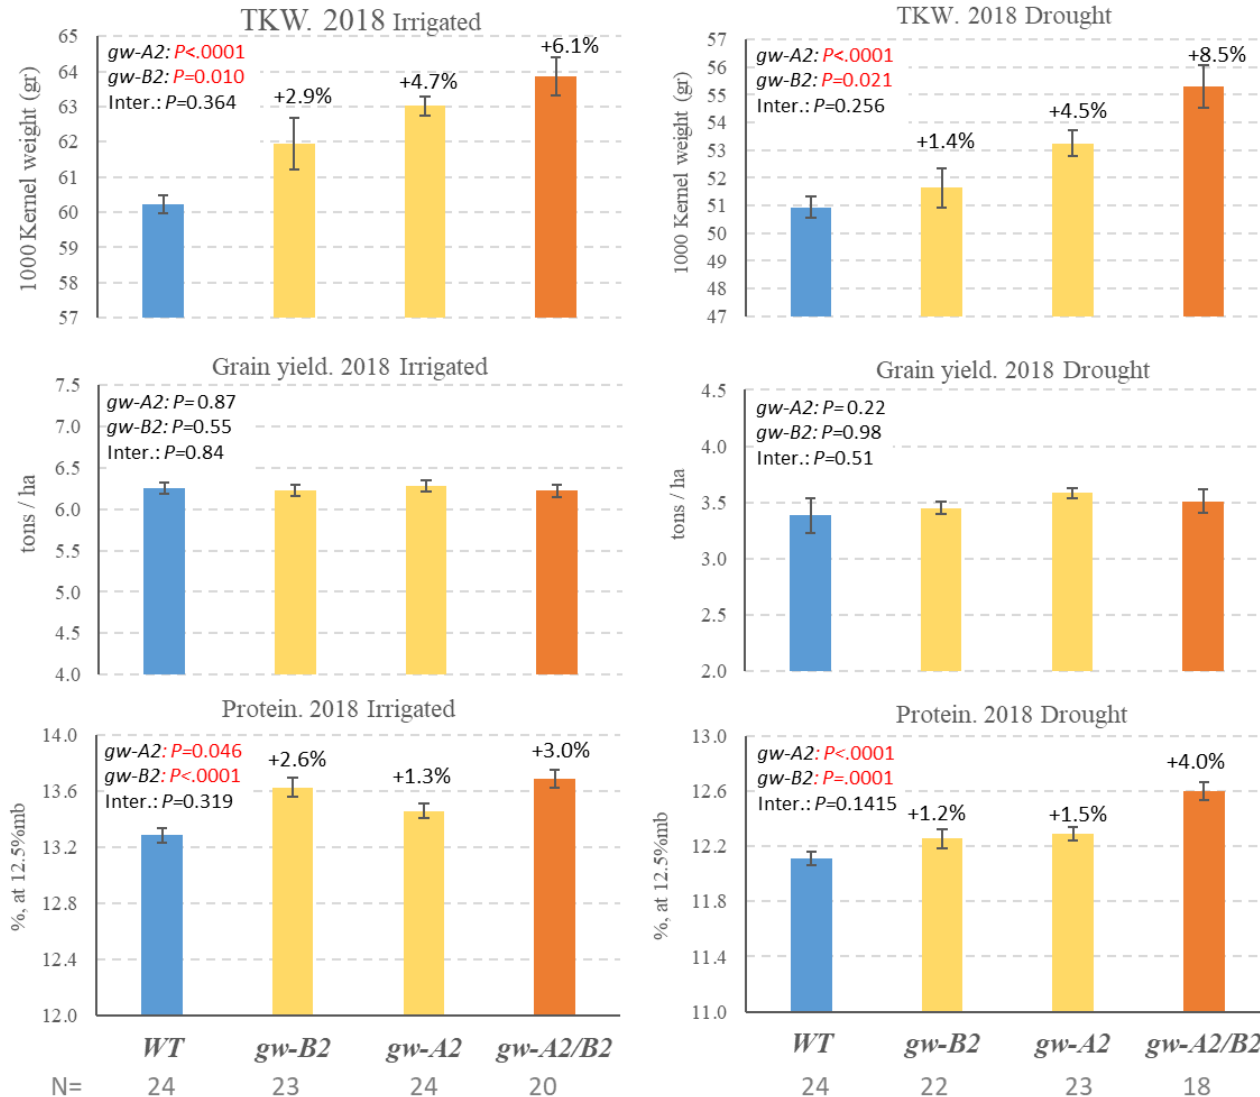 TKW. 2018 Irrigated
1000 Kernel weight (gr)
65
64
63
62
61
60
59
58
57
gw-A2: P<.0001
gw-B2: P=0.010
Inter.: P=0.364
+2.9%
+4.7%
+6.1%
TKW. 2018 Drought
1000 Kernel weight (gr)
57
56
55
54
53
52
51
50
49
48
47
gw-A2: P<.0001
gw-B2: P=0.021
Inter.: P=0.256
+1.4%
+4.5%
+8.5%
Grain yield. 2018 Irrigated
tons / ha
7.5
7.0
6.5
6.0
5.5
5.0
4.5
4.0
gw-A2: P= 0.87
gw-B2: P=0.55
Inter.: P=0.84
Grain yield. 2018 Drought
tons / ha
4.5
4.0
3.5
3.0
2.5
2.0
gw-A2: P= 0.22
gw-B2: P=0.98
Inter.: P=0.51
Protein. 2018 Irrigated
%, at 12.5%mb
14.0
13.6
13.2
12.8
12.4
12.0
gw-A2: P=0.046
gw-B2: P<.0001
Inter.: P=0.319
+2.6%
+1.3%
+3.0%
Protein. 2018 Drought
%, at 12.5%mb
13.0
12.6
12.2
11.8
11.4
11.0
gw-A2: P<.0001
gw-B2: P=.0001
Inter.: P=0.1415
+1.2%
+1.5%
+4.0%
WT gw-B2 gw-A2 gw-A2/B2 WT gw-B2 gw-A2 gw-A2/B2
N= 24 23 24 20 24 22 23 18